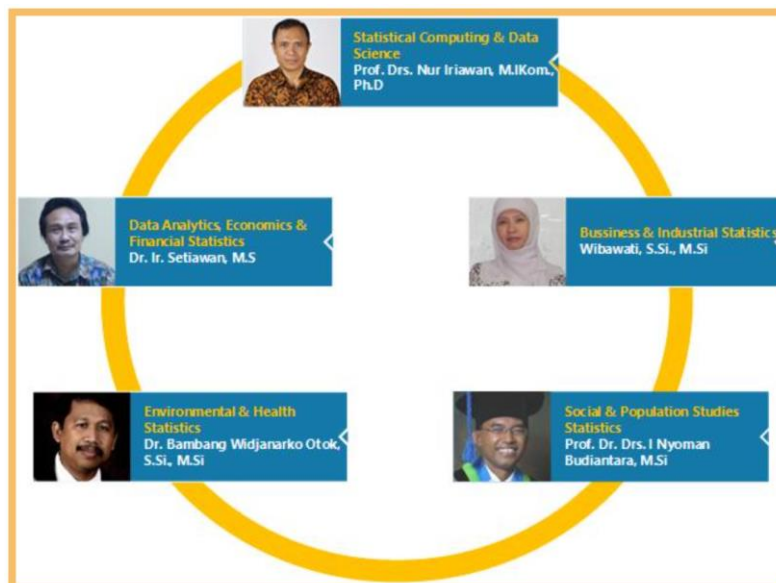 Statistical Computing & Data
Science
Prof. Drs. Nur Iriawan, M.IKom.,
Ph.D
Data Analytics, Economics &
Financial Statistics
Dr. Ir. Setiawan, M.S
Bussiness & Industrial Statistics
Wibawati, S.Si., M.Si
Environmental & Health
Statistics
Dr. Bambang Widjanarko Otok,
S.Si., M.Si
Social & Population Studies
Statistics
Prof. Dr. Drs. I Nyoman
Budiantara, M.Si